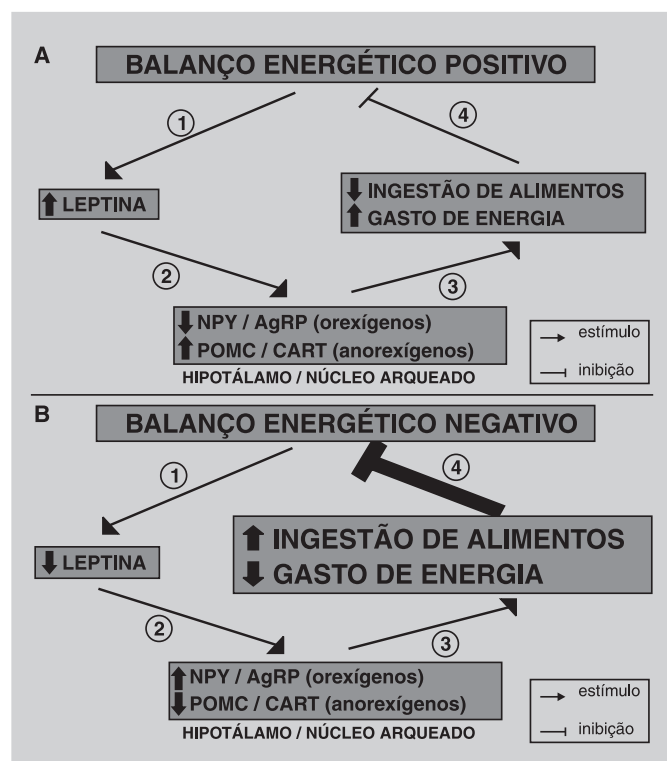 A
BALANÇO ENERGÉTICO POSITIVO
1
4
LEPTINA
INGESTÃO DE ALIMENTOS
GASTO DE ENERGIA
2
3
NPY / AgRP (orexígenos)
POMC / CART (anorexígenos)
HIPOTÁLAMO / NÚCLEO ARQUEADO
estímulo
inibição
B
BALANÇO ENERGÉTICO NEGATIVO
1
4
LEPTINA
INGESTÃO DE ALIMENTOS
GASTO DE ENERGIA
2
3
NPY / AgRP (orexígenos)
POMC / CART (anorexígenos)
HIPOTÁLAMO / NÚCLEO ARQUEADO
estímulo
inibição